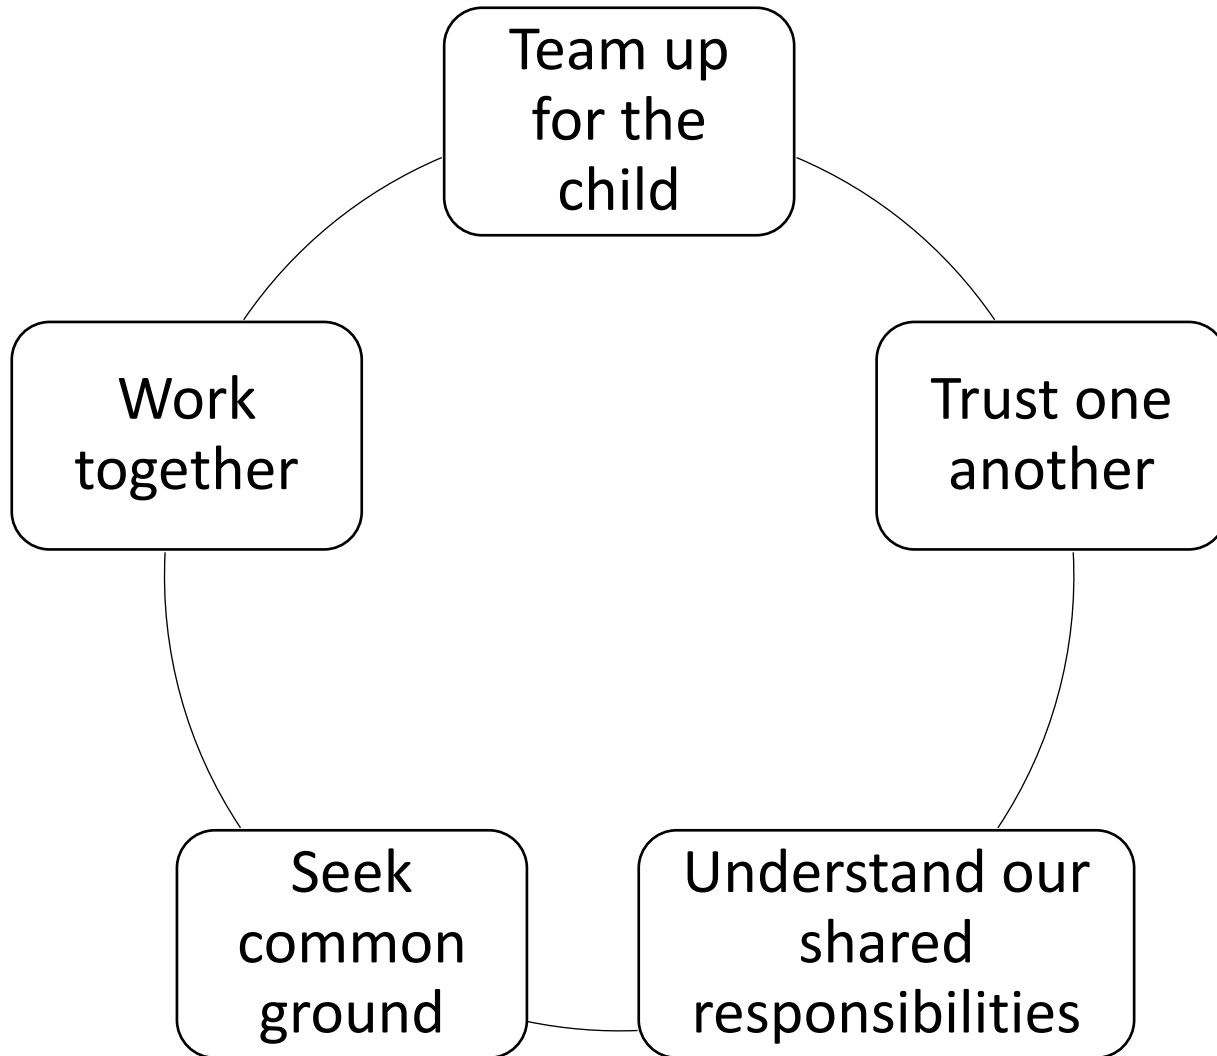 Team up
for the
child
Trust one
another
Understand our
shared
responsibilities
Seek
common
ground
Work
together